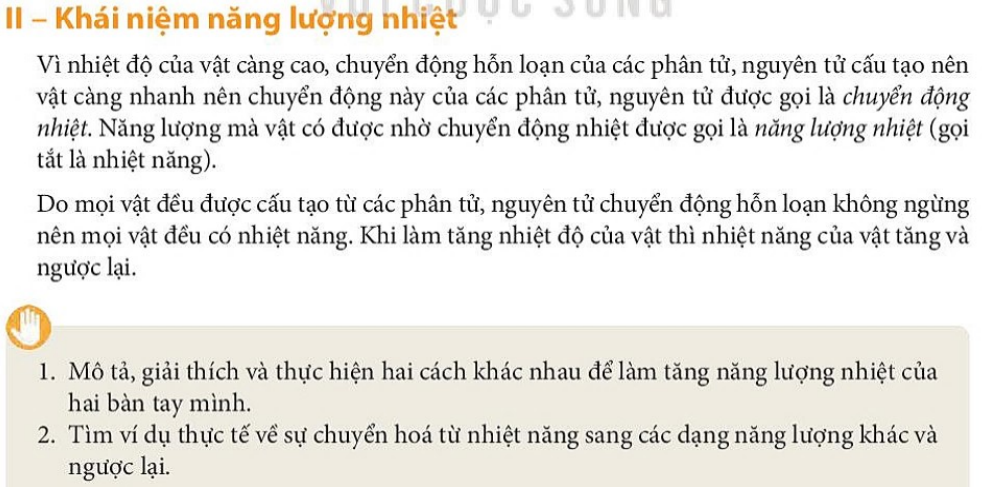 II – Khái niệm năng lượng nhiệt
Vì nhiệt độ của vật càng cao, chuyển động hỗn loạn của các phân tử, nguyên tử cấu tạo nên
vật càng nhanh nên chuyển động này của các phân tử, nguyên tử được gọi là chuyển động
nhiệt. Năng lượng mà vật có được nhờ chuyển động nhiệt được gọi là năng lượng nhiệt (gọi
tắt là nhiệt năng).
Do mọi vật đều được cấu tạo từ các phân tử, nguyên tử chuyển động hỗn loạn không ngừng
nên mọi vật đều có nhiệt năng. Khi làm tăng nhiệt độ của vật thì nhiệt năng của vật tăng và
ngược lại.
1. Mô tả, giải thích và thực hiện hai cách khác nhau để làm tăng năng lượng nhiệt của
hai bàn tay mình.
2. Tìm ví dụ thực tế về sự chuyển hoá từ nhiệt năng sang các dạng năng lượng khác và
ngược lại.